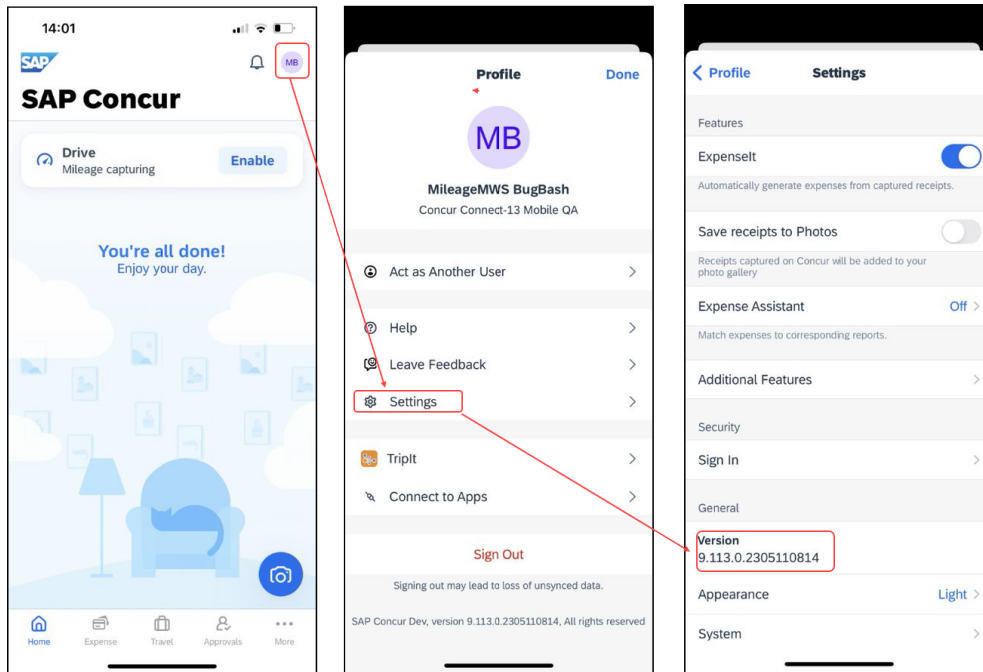 14:01
SAP
MB
SAP Concur
Drive
Mileage capturing
Enable
You're all done!
Enjoy your day.
Home
Expense
Travel
Approvals
More
Profile
Done
MB
MileageMWS BugBash
Concur Connect-13 Mobile QA
Act as Another User
Help
Leave Feedback
Settings
TripIt
Connect to Apps
Sign Out
Signing out may lead to loss of unsynced data.
SAP Concur Dev, version 9.113.0.2305110814, All rights reserved
Profile
Settings
Features
ExpenseIt
Automatically generate expenses from captured receipts.
Save receipts to Photos
Receipts captured on Concur will be added to your
photo gallery
Expense Assistant
Off
Match expenses to corresponding reports.
Additional Features
Security
Sign In
General
Version
9.113.0.2305110814
Appearance
Light
System